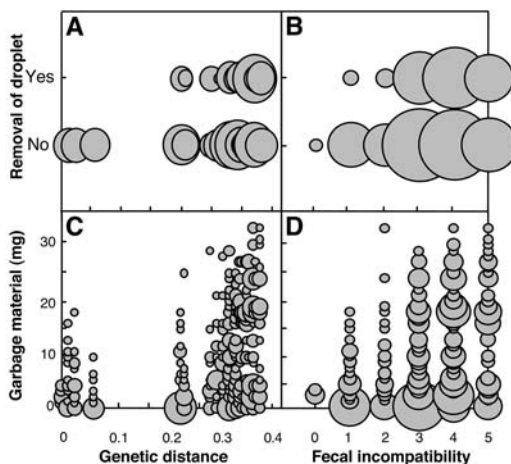 A
B
Removal of droplet
Yes
No
C
D
Garbage material (mg)
30
20
10
0
0 0.1 0.2 0.3 0.4
0 1 2 3 4 5
Genetic distance
Fecal incompatibility